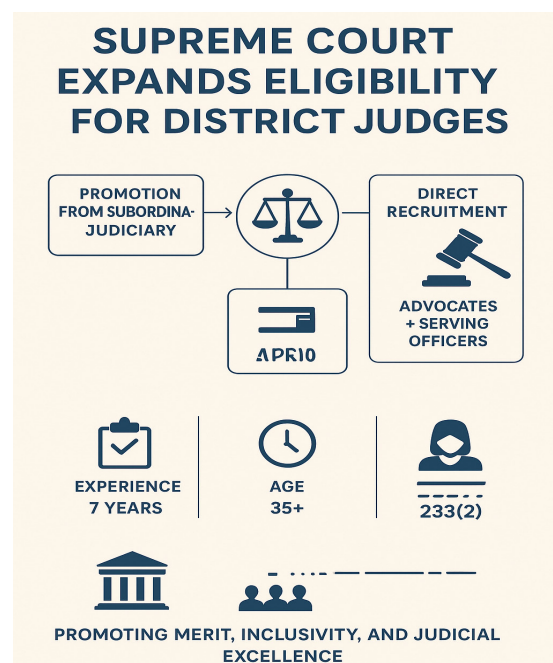 SUPREME COURT
EXPANDS ELIGIBILITY
FOR DISTRICT JUDGES
PROMOTION
FROM SUBORDINA-
JUDICIARY
DIRECT
RECRUITMENT
ADVOCATES
+ SERVING
OFFICERS
EXPERIENCE
7 YEARS
AGE
35+
233(2)
PROMOTING MERIT, INCLUSIVITY, AND JUDICIAL
EXCELLENCE